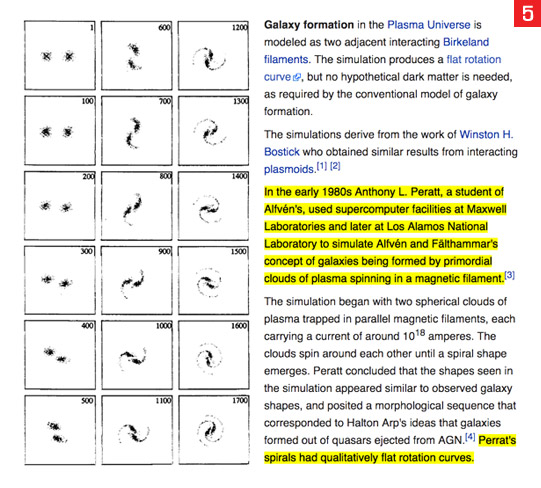 5
1
600
1200
100
700
1300
200
800
1400
300
900
1500
400
1000
1600
500
1100
1700
Galaxy formation in the Plasma Universe is
modeled as two adjacent interacting Birkeland
filaments. The simulation produces a flat rotation
curve, but no hypothetical dark matter is needed,
as required by the conventional model of galaxy
formation.
The simulations derive from the work of Winston H.
Bostick who obtained similar results from interacting
plasmoids.[1] [2]
In the early 1980s Anthony L. Peratt, a student of
Alfvén's, used supercomputer facilities at Maxwell
Laboratories and later at Los Alamos National
Laboratory to simulate Alfvén and Fälthammar's
concept of galaxies being formed by primordial
clouds of plasma spinning in a magnetic filament.[3]
The simulation began with two spherical clouds of
plasma trapped in parallel magnetic filaments, each
carrying a current of around 10¹⁸ amperes. The
clouds spin around each other until a spiral shape
emerges. Peratt concluded that the shapes seen in
the simulation appeared similar to observed galaxy
shapes, and posited a morphological sequence that
corresponded to Halton Arp's ideas that galaxies
formed out of quasars ejected from AGN.[4] Perrat's
spirals had qualitatively flat rotation curves.